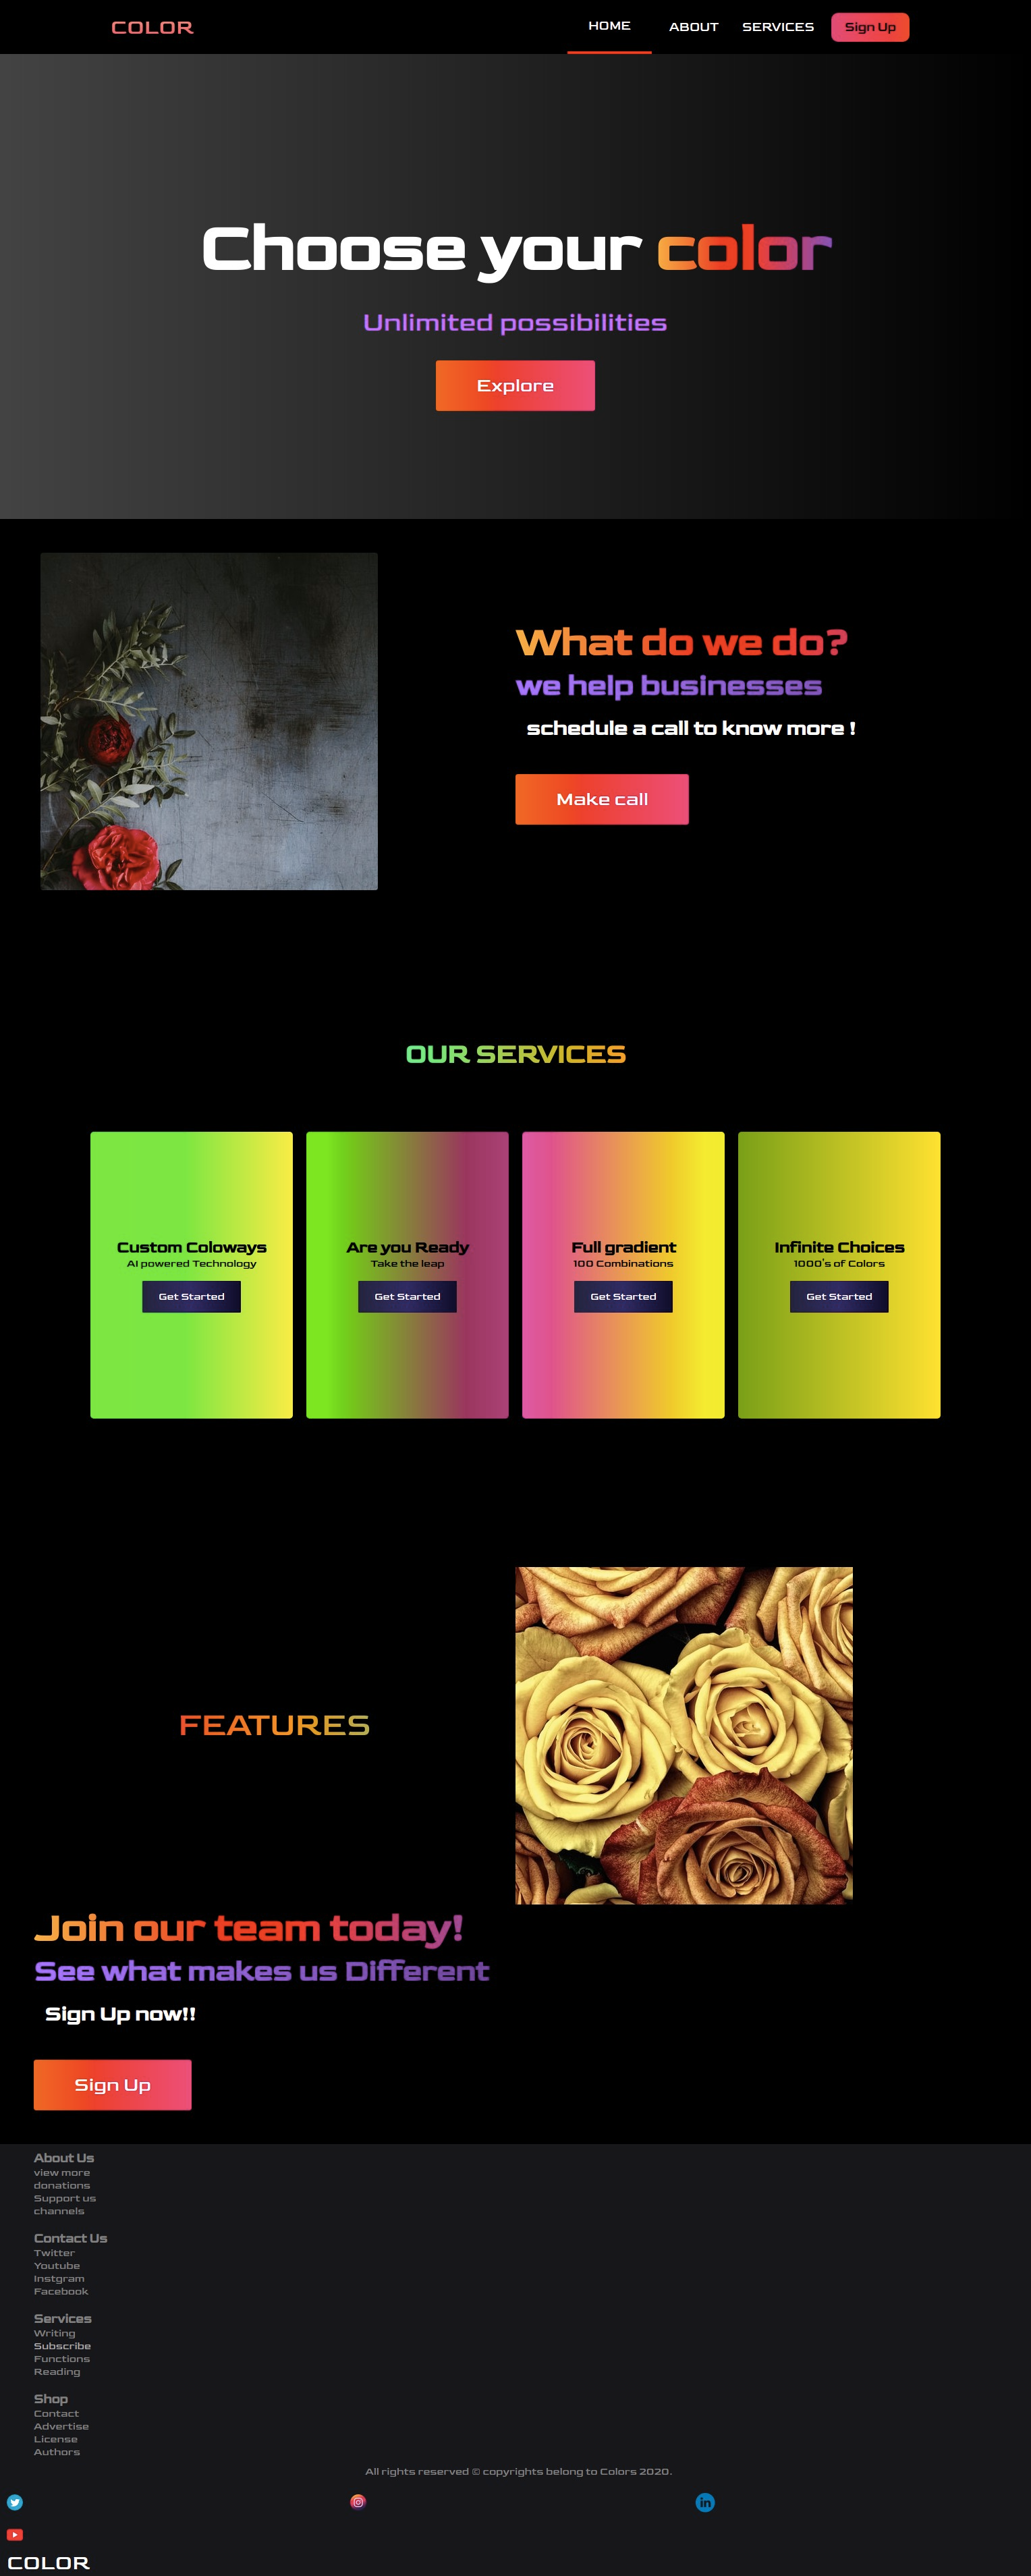 COLOR
HOME
ABOUT
SERVICES
Sign Up
Choose your color
Unlimited possibilities
Explore
What do we do?
we help businesses
schedule a call to know more !
Make call
OUR SERVICES
Custom Coloways
AI powered Technology
Get Started
Are you Ready
Take the leap
Get Started
Full gradient
100 Combinations
Get Started
Infinite Choices
1000's of Colors
Get Started
FEATURES
Join our team today!
See what makes us Different
Sign Up now!!
Sign Up
About Us
view more
donations
Support us
channels
Contact Us
Twitter
Youtube
Instgram
Facebook
Services
Writing
Subscribe
Functions
Reading
Shop
Contact
Advertise
License
Authors
All rights reserved © copyrights belong to Colors 2020.
in
COLOR